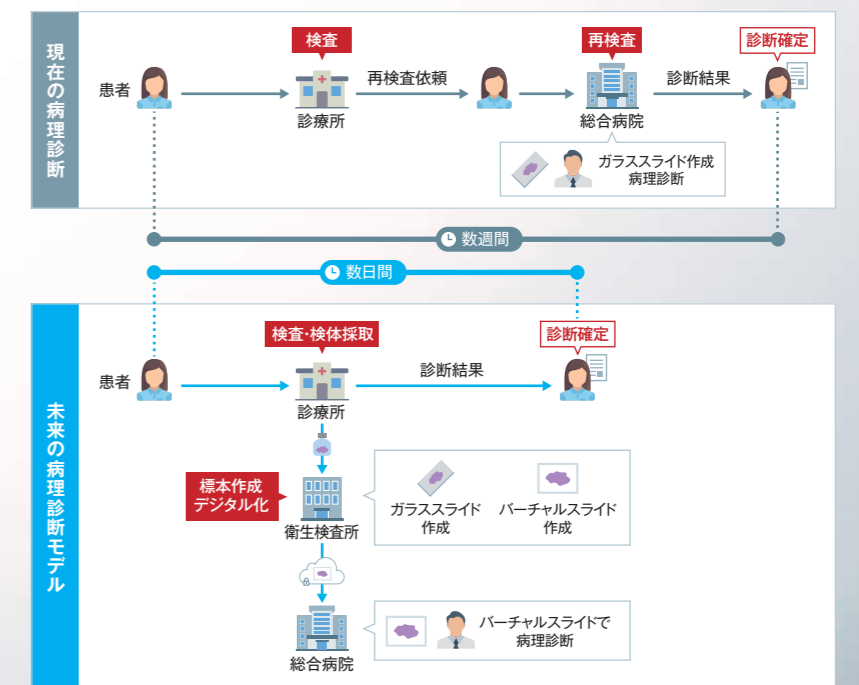 現在の病理診断
検査
再検査
診断確定
患者
再検査依頼
診断結果
診療所
総合病院
ガラススライド作成
病理診断
数週間
数日間
未来の病理診断モデル
検査・検体採取
診断確定
患者
診断結果
診療所
標本作成
デジタル化
ガラススライド
作成
バーチャルスライド
作成
衛生検査所
バーチャルスライドで
病理診断
総合病院